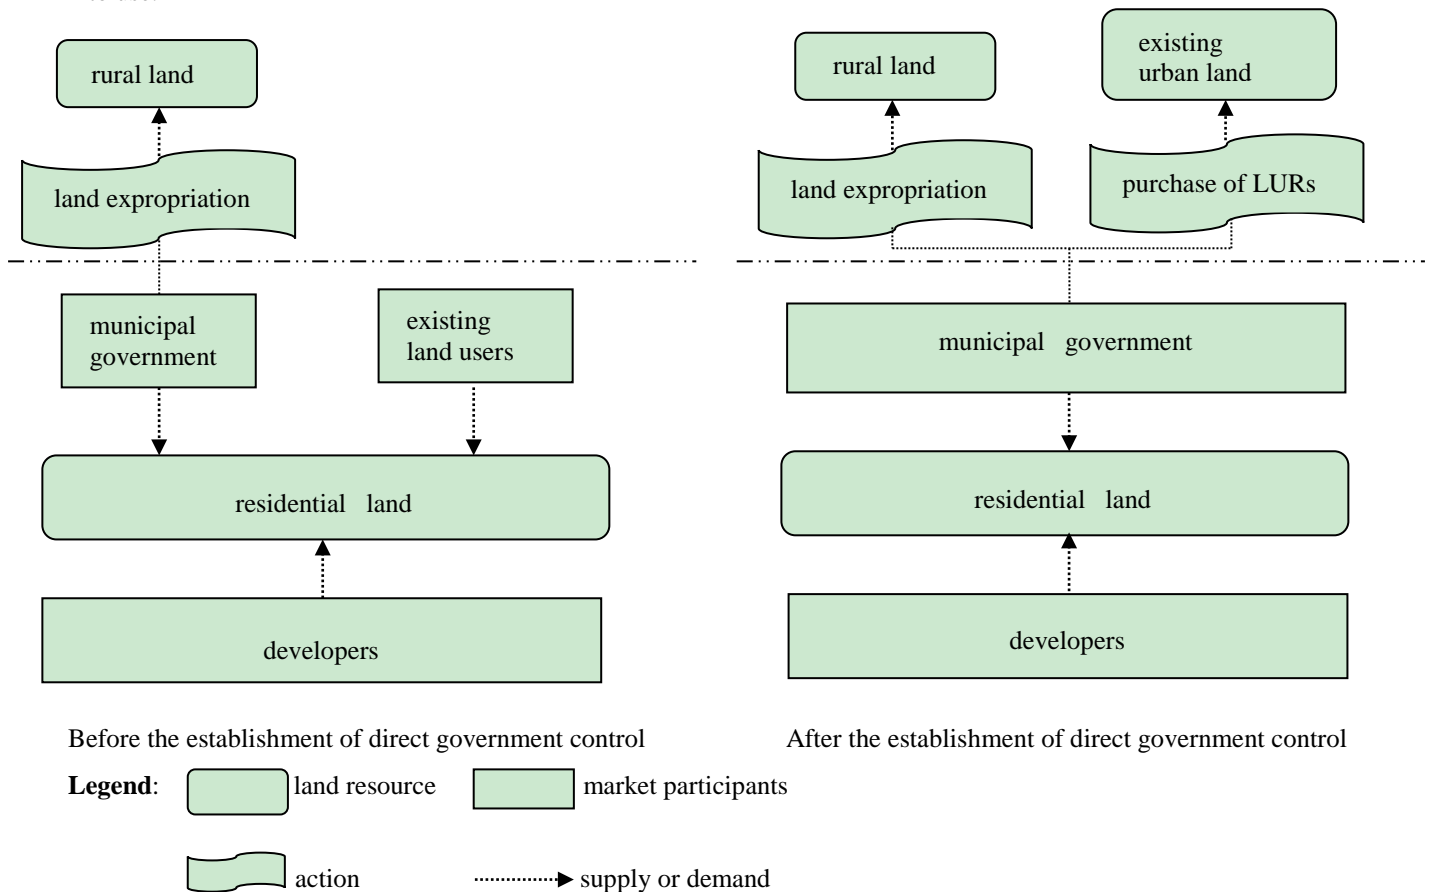 rural land
land expropriation
municipal
government
existing
land users
residential land
developers
Before the establishment of direct government control
rural land
existing
urban land
land expropriation
purchase of LURs
municipal government
residential land
developers
After the establishment of direct government control
Legend:
land resource
market participants
action
supply or demand